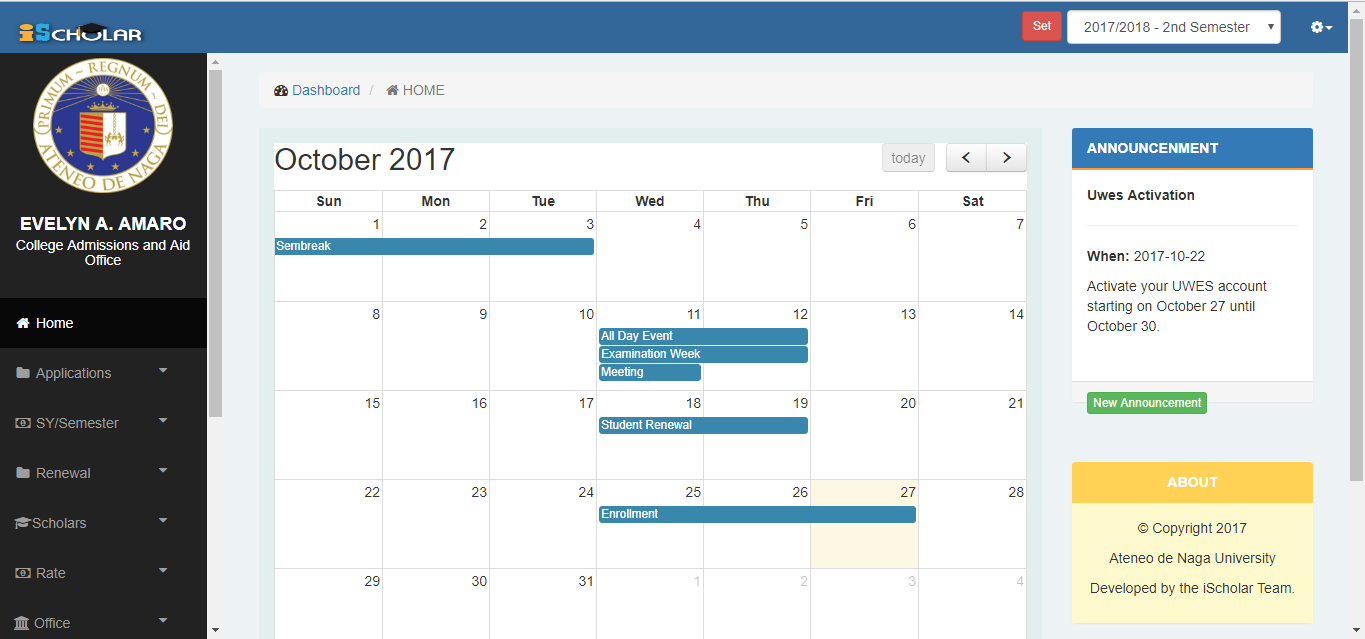 iSCHOLAR
Set
2017/2018 - 2nd Semester
PRIMUM REGNUM DEI
ATENEO DE NAGA
EVELYN A. AMARO
College Admissions and Aid
Office
Home
Applications
SY/Semester
Renewal
Scholars
Rate
Office
Dashboard / HOME
October 2017
today
Sun Mon Tue Wed Thu Fri Sat
1 2 3 4 5 6 7
Sembreak
8 9 10 11 12 13 14
All Day Event
Examination Week
Meeting
15 16 17 18 19 20 21
Student Renewal
22 23 24 25 26 27 28
Enrollment
29 30 31 1 2 3 4
ANNOUNCENMENT
Uwes Activation
When: 2017-10-22
Activate your UWES account
starting on October 27 until
October 30.
New Announcement
ABOUT
© Copyright 2017
Ateneo de Naga University
Developed by the iScholar Team.